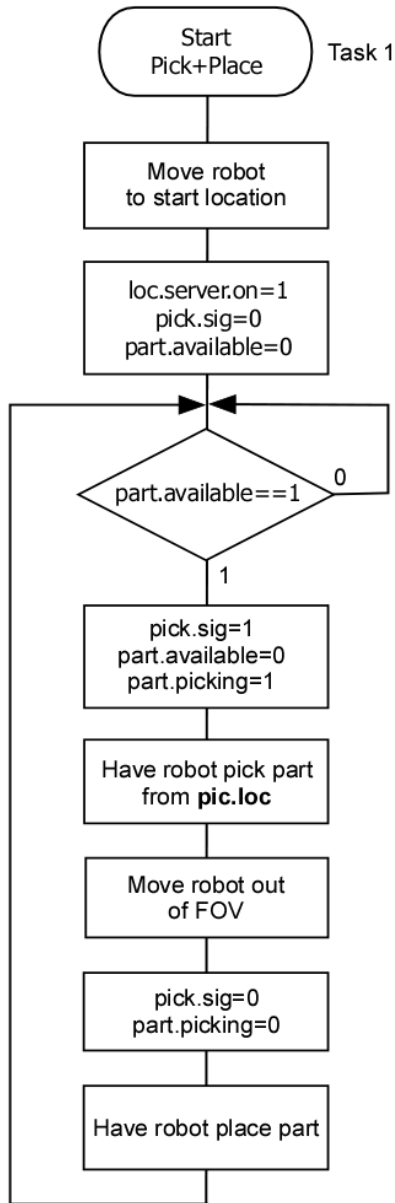 Start
Pick+Place
Task 1
Move robot
to start location
loc.server.on=1
pick.sig=0
part.available=0
part.available==1
0
1
pick.sig=1
part.available=0
part.picking=1
Have robot pick part
from pic.loc
Move robot out
of FOV
pick.sig=0
part.picking=0
Have robot place part